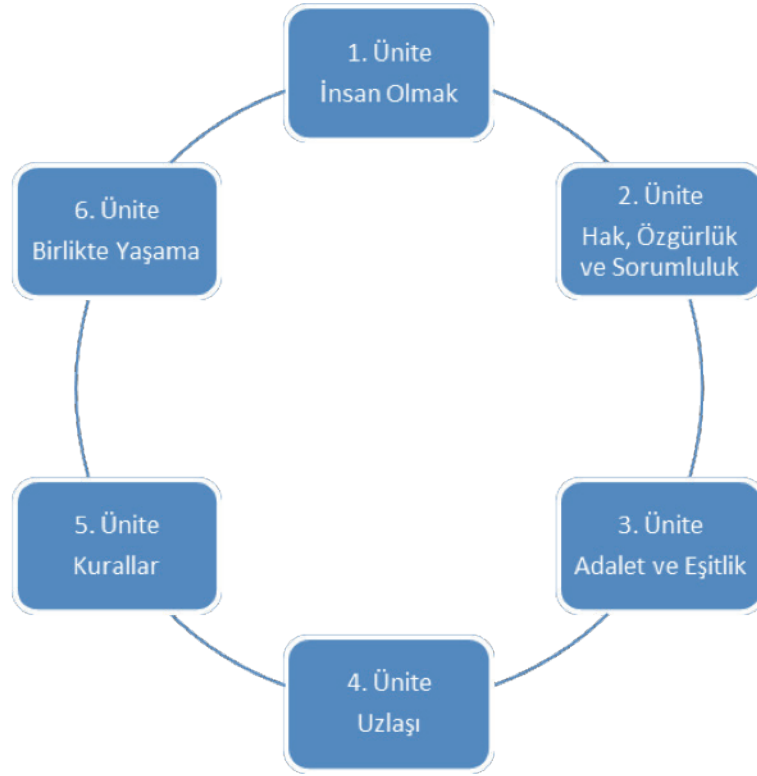 1. Ünite
İnsan Olmak
2. Ünite
Hak, Özgürlük
ve Sorumluluk
3. Ünite
Adalet ve Eşitlik
4. Ünite
Uzlaşı
5. Ünite
Kurallar
6. Ünite
Birlikte Yaşama